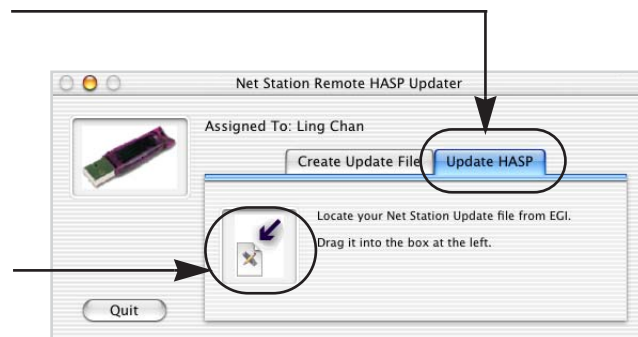 Net Station Remote HASP Updater
Assigned To: Ling Chan
Create Update File
Update HASP
Locate your Net Station Update file from EGI.
Drag it into the box at the left.
Quit